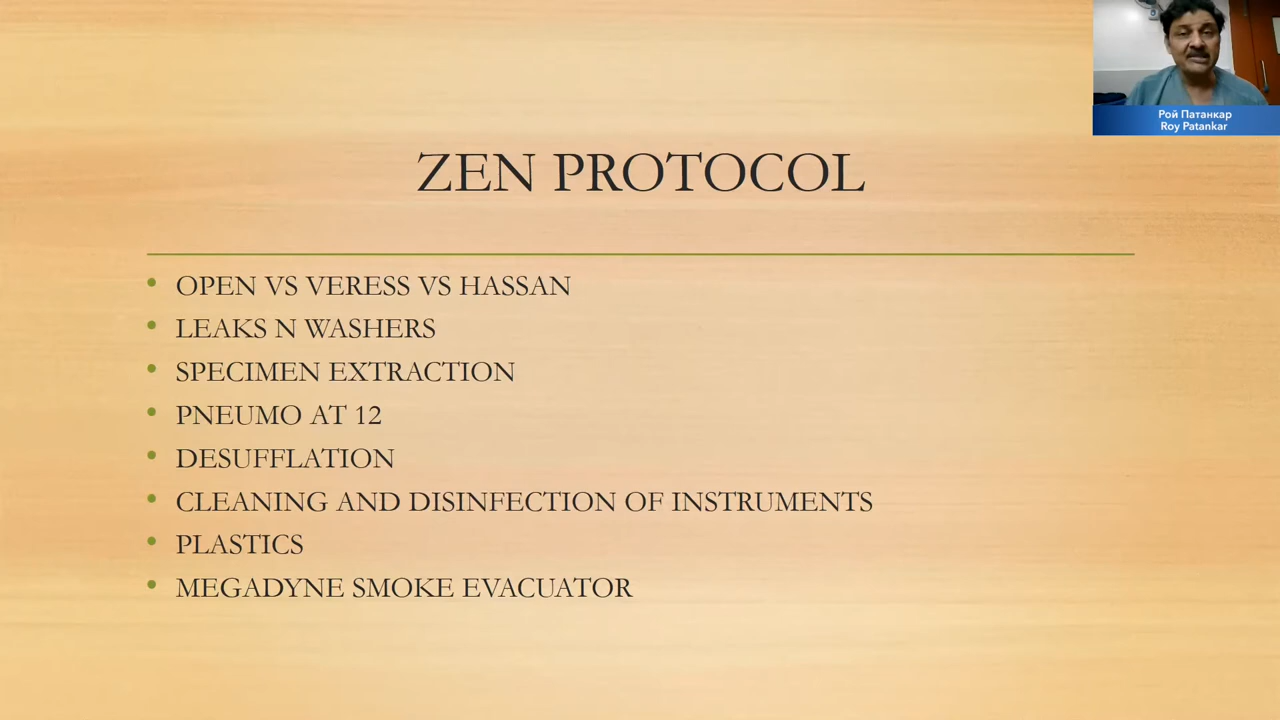 Рой Патанкар
Roy Patankar
ZEN PROTOCOL
• OPEN VS VERESS VS HASSAN
• LEAKS N WASHERS
• SPECIMEN EXTRACTION
• PNEUMO AT 12
• DESUFFLATION
• CLEANING AND DISINFECTION OF INSTRUMENTS
• PLASTICS
• MEGADYNE SMOKE EVACUATOR